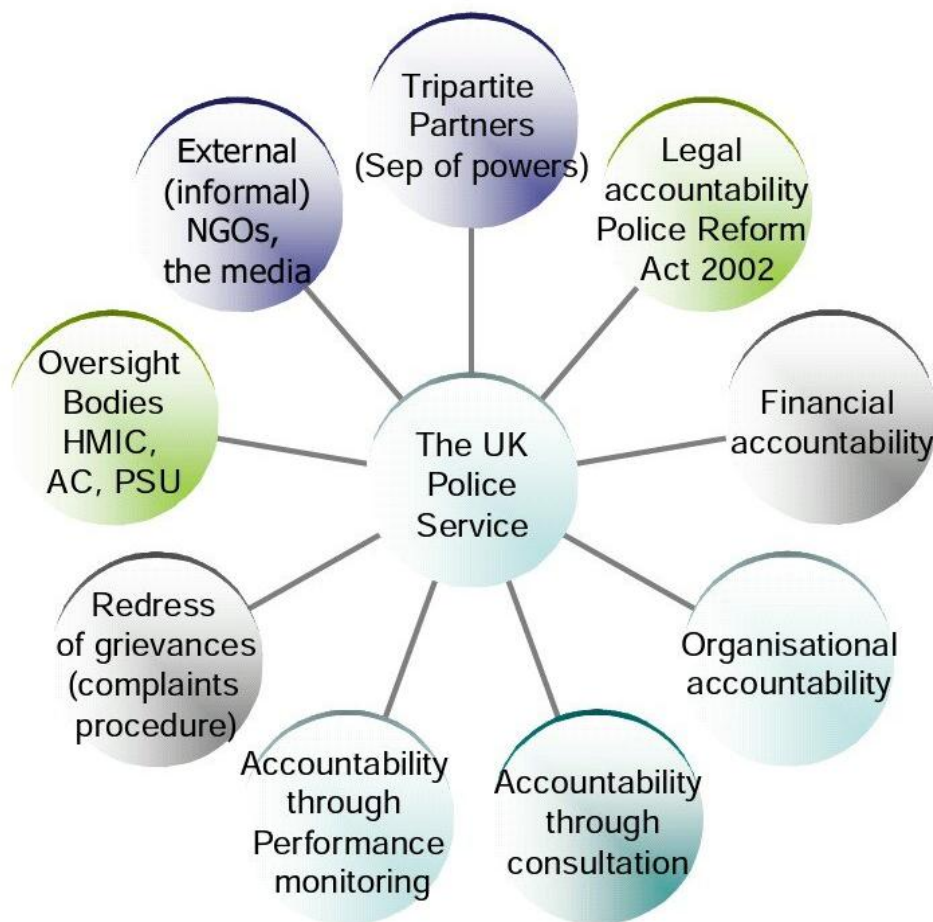 Tripartite
Partners
(Sep of powers)
Legal
accountability
Police Reform
Act 2002
Financial
accountability
Organisational
accountability
Accountability
through
consultation
Accountability
through
Performance
monitoring
Redress
of grievances
(complaints
procedure)
Oversight
Bodies
HMIC,
AC, PSU
External
(informal)
NGOs,
the media
The UK
Police
Service